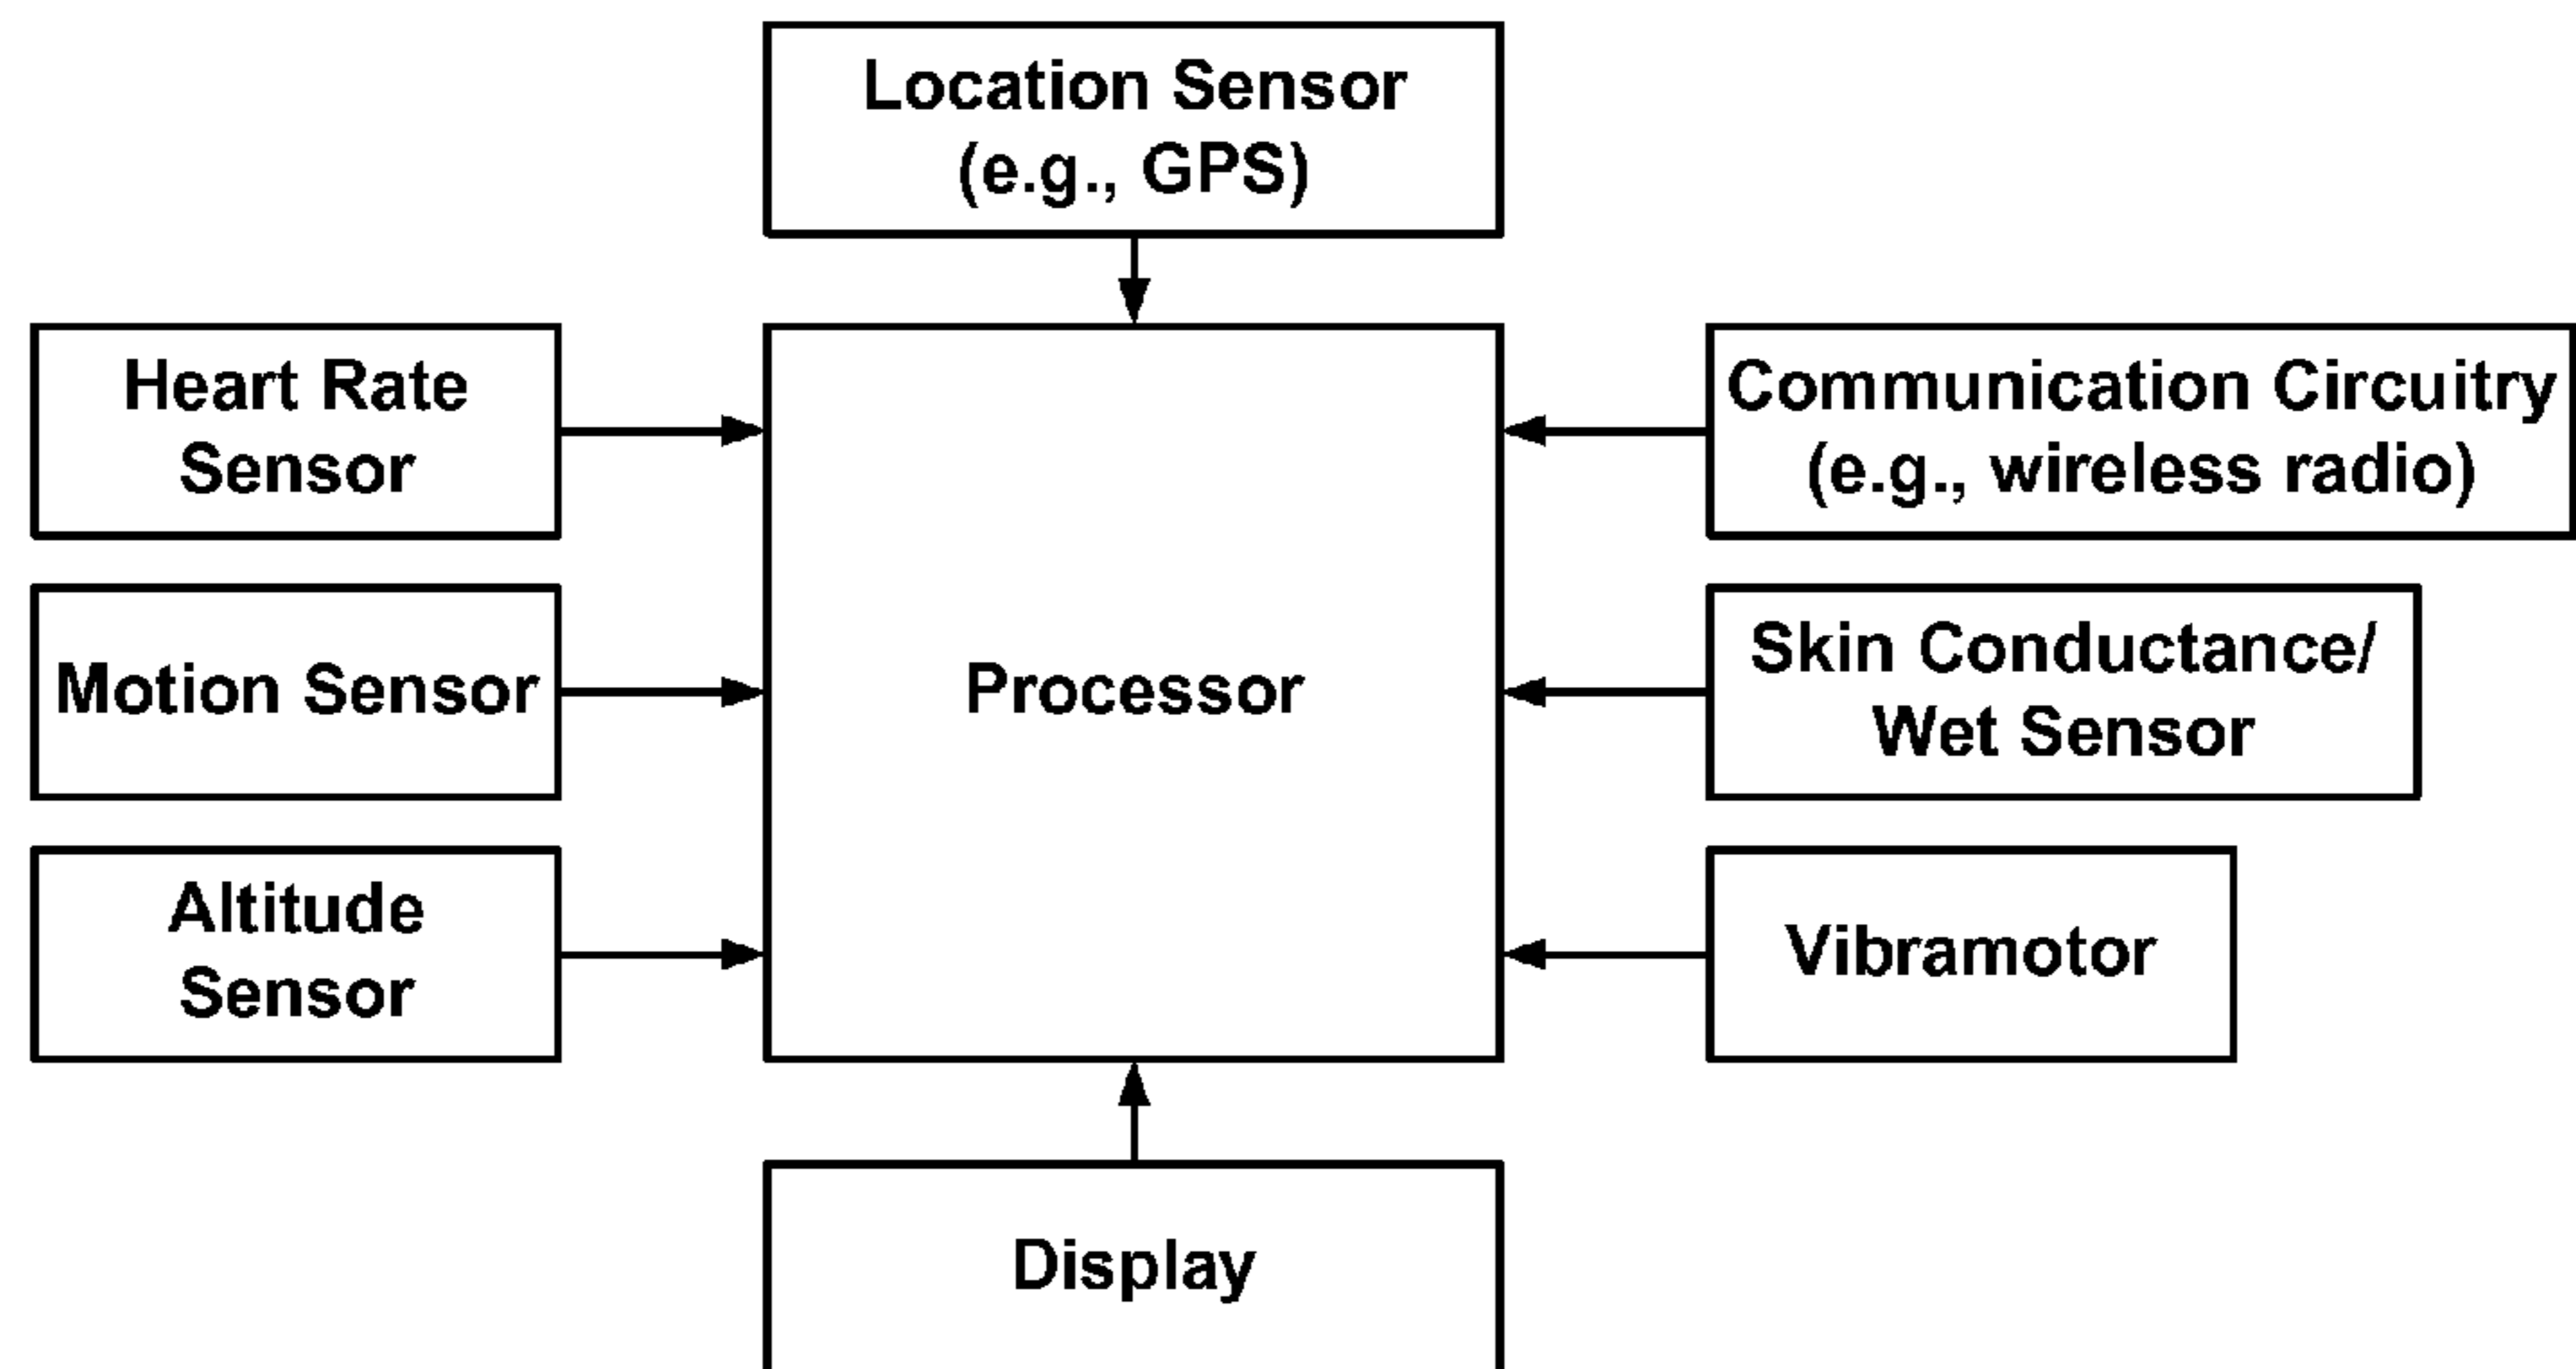 Location Sensor
(e.g., GPS)
Heart Rate
Sensor
Communication Circuitry
(e.g., wireless radio)
Motion Sensor
Processor
Skin Conductance/
Wet Sensor
Altitude
Sensor
Vibramotor
Display